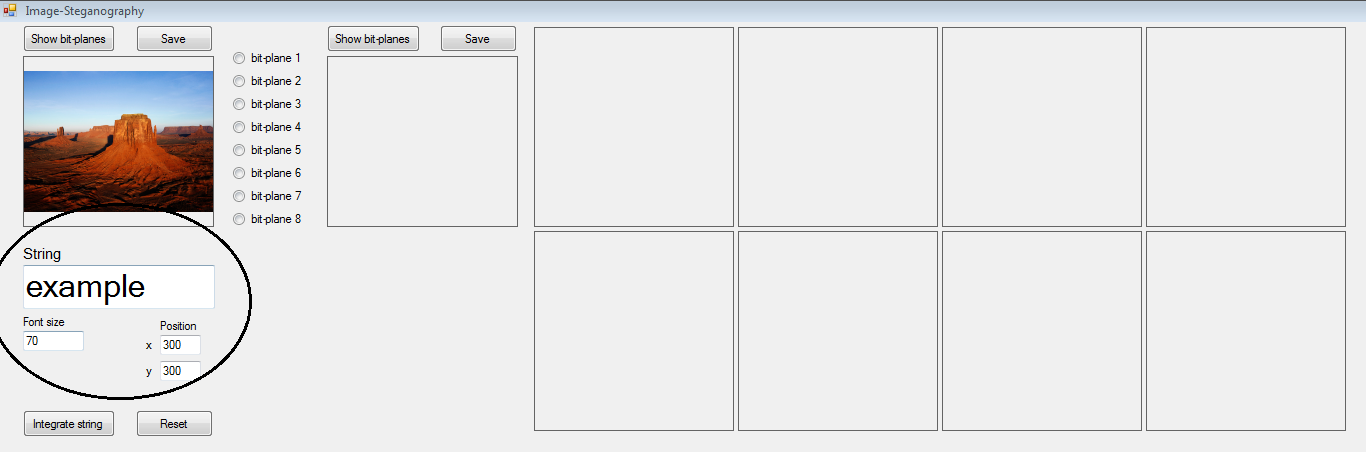 Image-Steganography
Show bit-planes Save
Show bit-planes Save
bit-plane 1
bit-plane 2
bit-plane 3
bit-plane 4
bit-plane 5
bit-plane 6
bit-plane 7
bit-plane 8
String
example
Font size
70
Position
x 300
y 300
Integrate string Reset